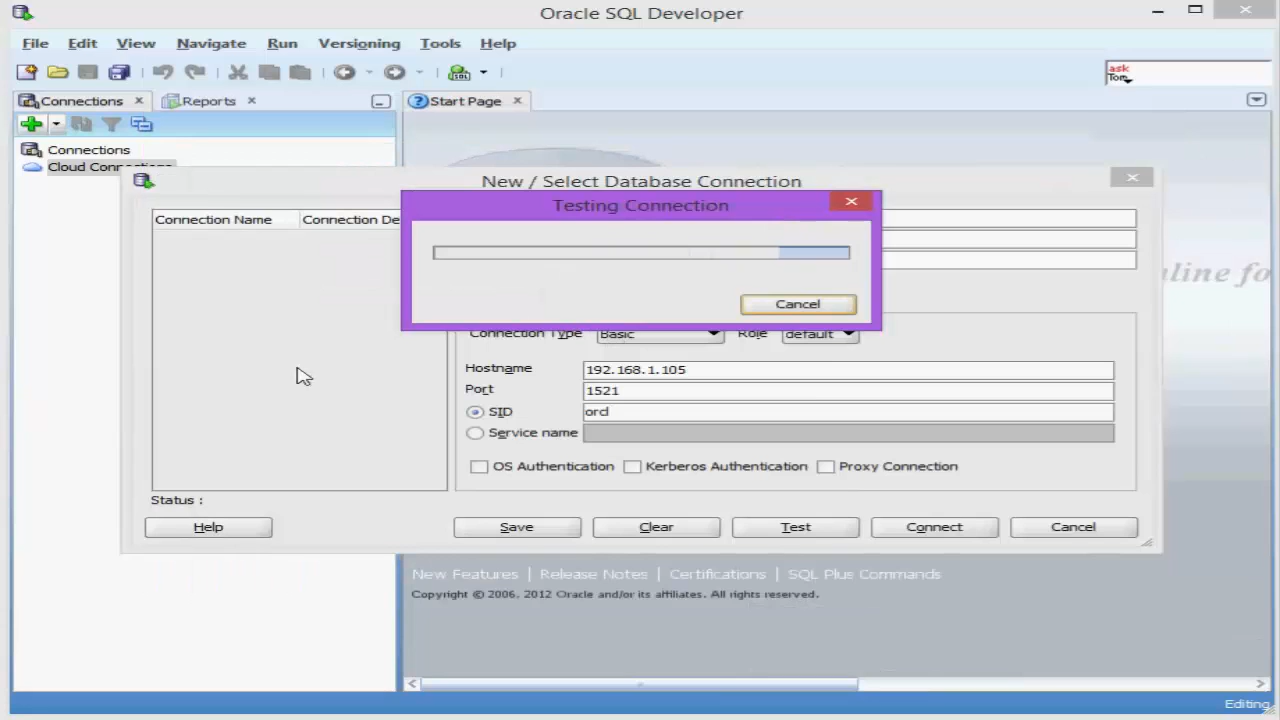 Oracle SQL Developer
File Edit View Navigate Run Versioning Tools Help
SQL
ask
Tom
Connections
Reports
Start Page
Connections
Cloud Connections
New / Select Database Connection
Testing Connection
Connection Name
Connection De
Cancel
Connection Type Basic Role default
Hostname 192.168.1.105
Port 1521
SID orcl
Service name
OS Authentication Kerberos Authentication Proxy Connection
Status :
Help Save Clear Test Connect Cancel
New Features | Release Notes | Certifications | SQL Plus Commands
Copyright © 2006, 2012 Oracle and/or its affiliates. All rights reserved.
Editing